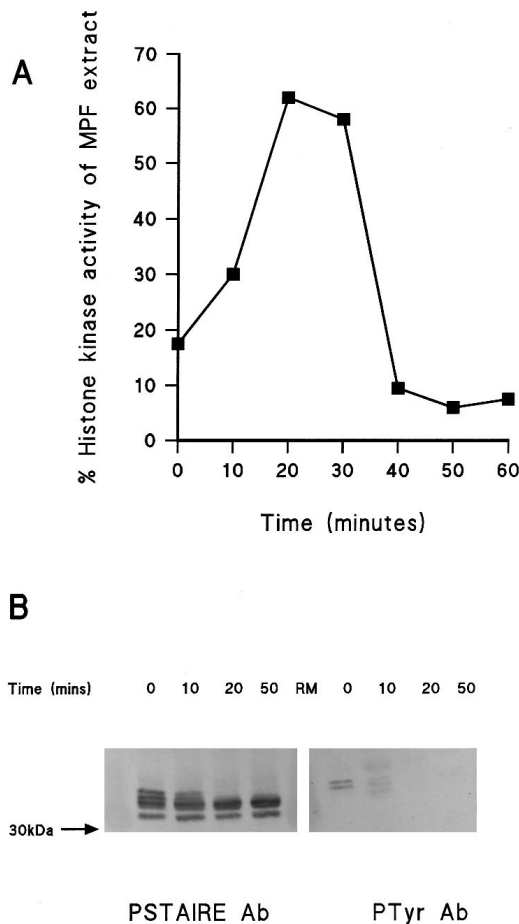 A
% Histone kinase activity of MPF extract
70
60
50
40
30
20
10
0
0 10 20 30 40 50 60
Time (minutes)
B
Time (mins) 0 10 20 50 RM 0 10 20 50
30kDa
PSTAIRE Ab PTyr Ab